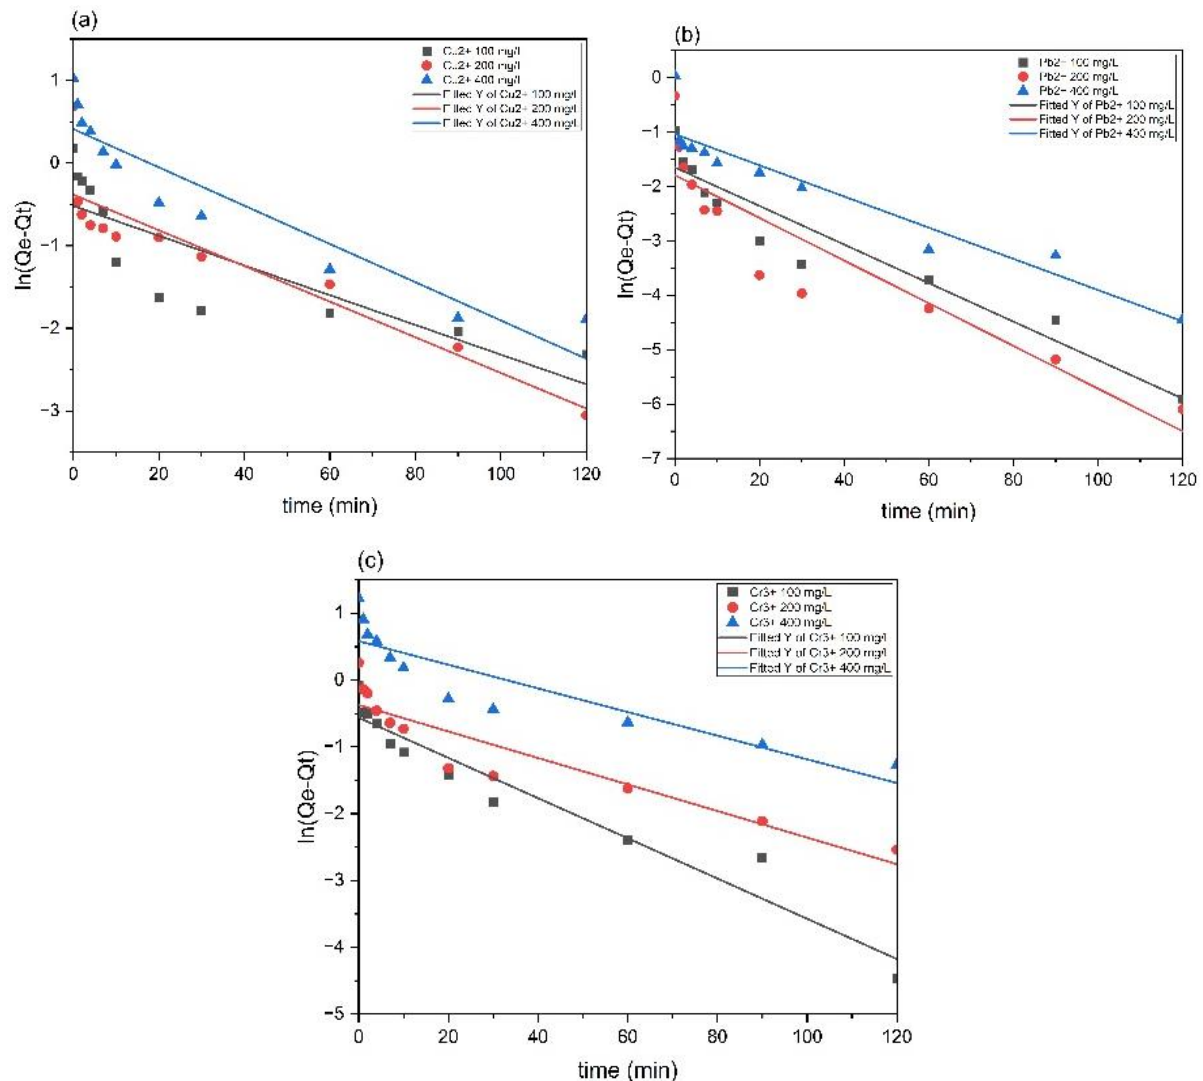 (a)
Cu2+ 100 mg/L
Cu2+ 200 mg/L
Cu2+ 400 mg/L
Fitted Y of Cu2+ 100 mg/L
Fitted Y of Cu2+ 200 mg/L
Fitted Y of Cu2+ 400 mg/L
1
0
−1
−2
−3
ln(Qe-Qt)
0 20 40 60 80 100 120
time (min)
(b)
Pb2+ 100 mg/L
Pb2+ 200 mg/L
Pb2+ 400 mg/L
Fitted Y of Pb2+ 100 mg/L
Fitted Y of Pb2+ 200 mg/L
Fitted Y of Pb2+ 400 mg/L
0
−1
−2
−3
−4
−5
−6
−7
ln(Qe-Qt)
0 20 40 60 80 100 120
time (min)
(c)
Cr3+ 100 mg/L
Cr3+ 200 mg/L
Cr3+ 400 mg/L
Fitted Y of Cr3+ 100 mg/L
Fitted Y of Cr3+ 200 mg/L
Fitted Y of Cr3+ 400 mg/L
1
0
−1
−2
−3
−4
−5
ln(Qe-Qt)
0 20 40 60 80 100 120
time (min)